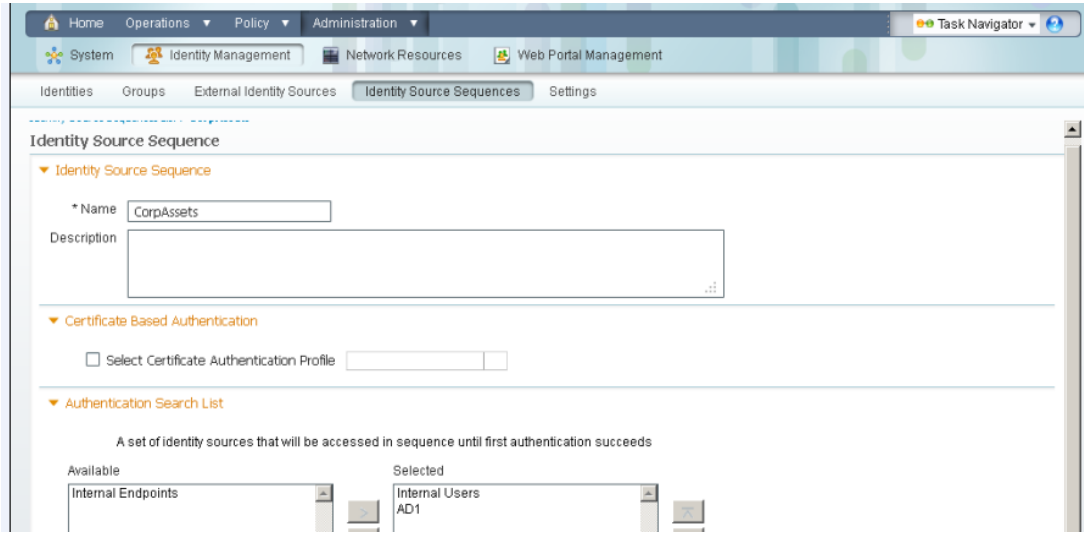 Home Operations ▼ Policy ▼ Administration ▼ Task Navigator ▼ ?
System Identity Management Network Resources Web Portal Management
Identities Groups External Identity Sources Identity Source Sequences Settings
Identity Source Sequence
▼ Identity Source Sequence
* Name CorpAssets
Description
▼ Certificate Based Authentication
Select Certificate Authentication Profile
▼ Authentication Search List
A set of identity sources that will be accessed in sequence until first authentication succeeds
Available Selected
Internal Endpoints Internal Users
> AD1